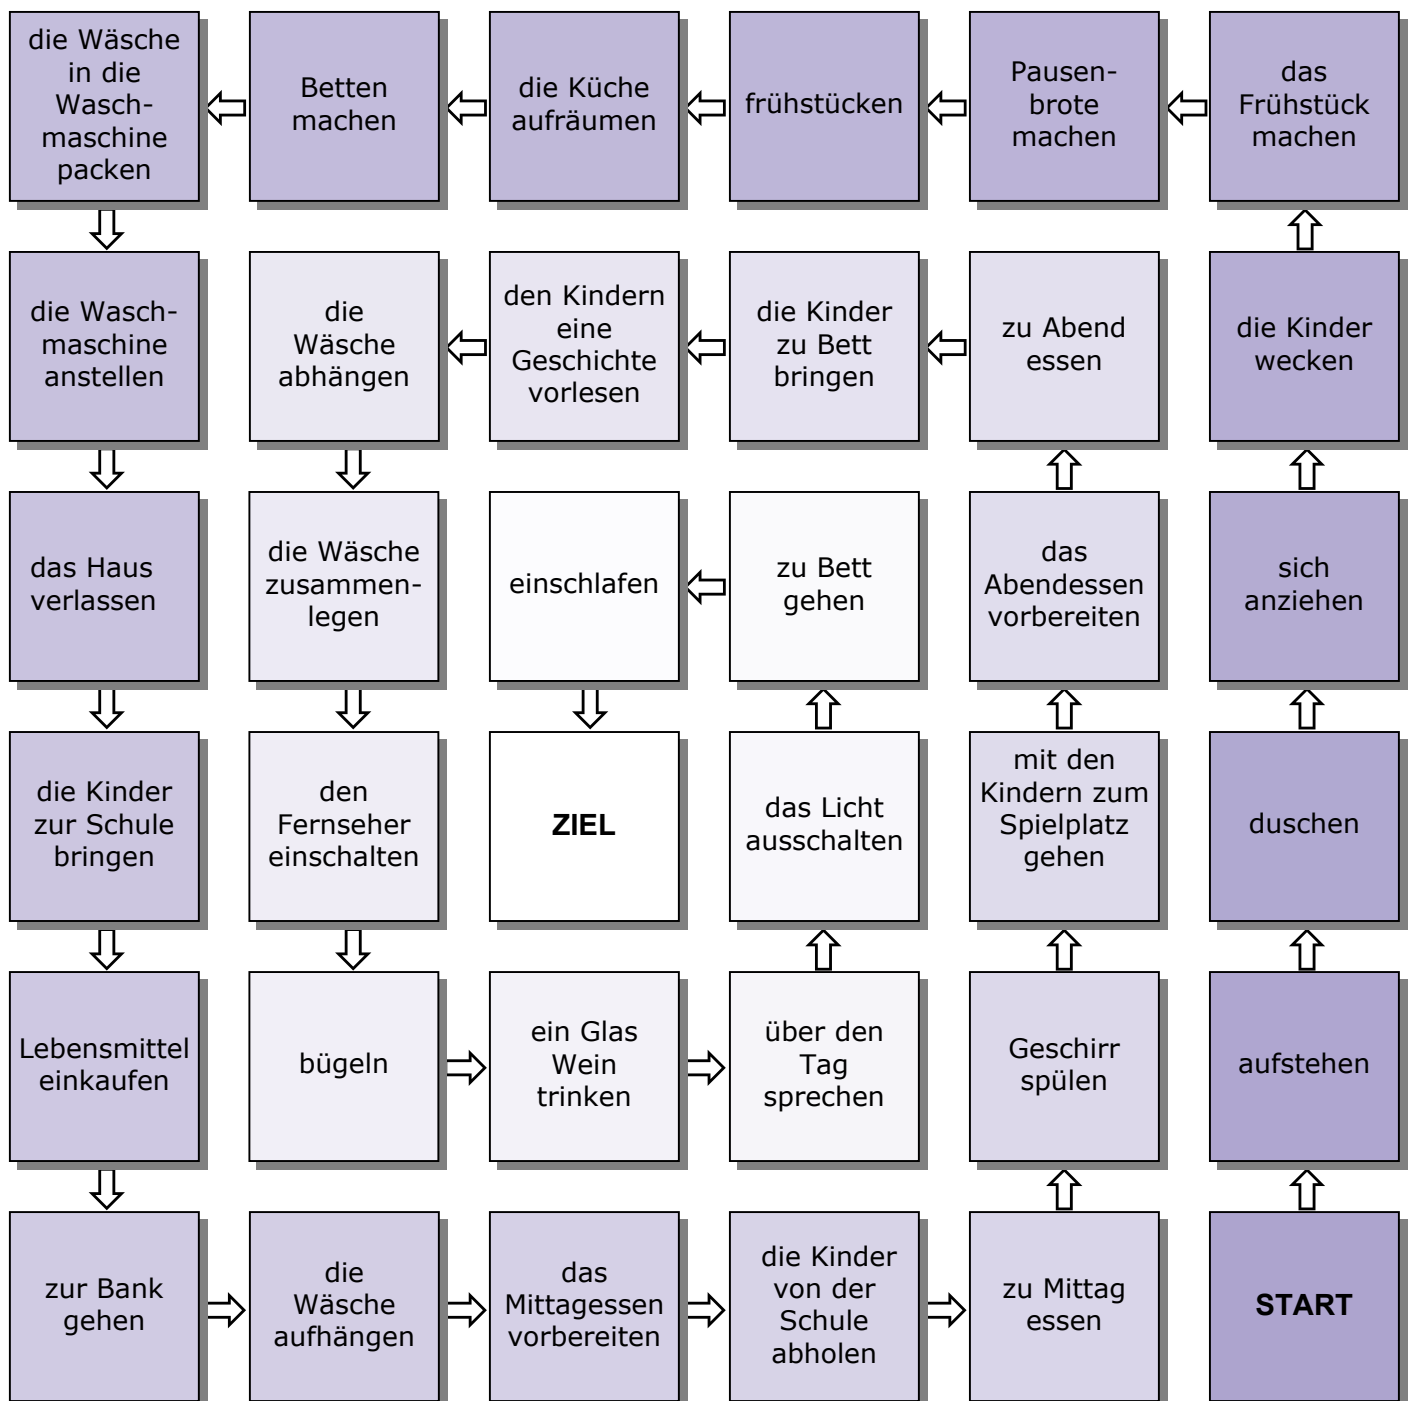 die Wäsche
in die
Wasch-
maschine
packen
Betten
machen
die Küche
aufräumen
frühstücken
Pausen-
brote
machen
das
Frühstück
machen
die Wasch-
maschine
anstellen
die
Wäsche
abhängen
den Kindern
eine
Geschichte
vorlesen
die Kinder
zu Bett
bringen
zu Abend
essen
die Kinder
wecken
das Haus
verlassen
die Wäsche
zusammen-
legen
einschlafen
zu Bett
gehen
das
Abendessen
vorbereiten
sich
anziehen
die Kinder
zur Schule
bringen
den
Fernseher
einschalten
ZIEL
das Licht
ausschalten
mit den
Kindern zum
Spielplatz
gehen
duschen
Lebensmittel
einkaufen
bügeln
ein Glas
Wein
trinken
über den
Tag
sprechen
Geschirr
spülen
aufstehen
zur Bank
gehen
die
Wäsche
aufhängen
das
Mittagessen
vorbereiten
die Kinder
von der
Schule
abholen
zu Mittag
essen
START